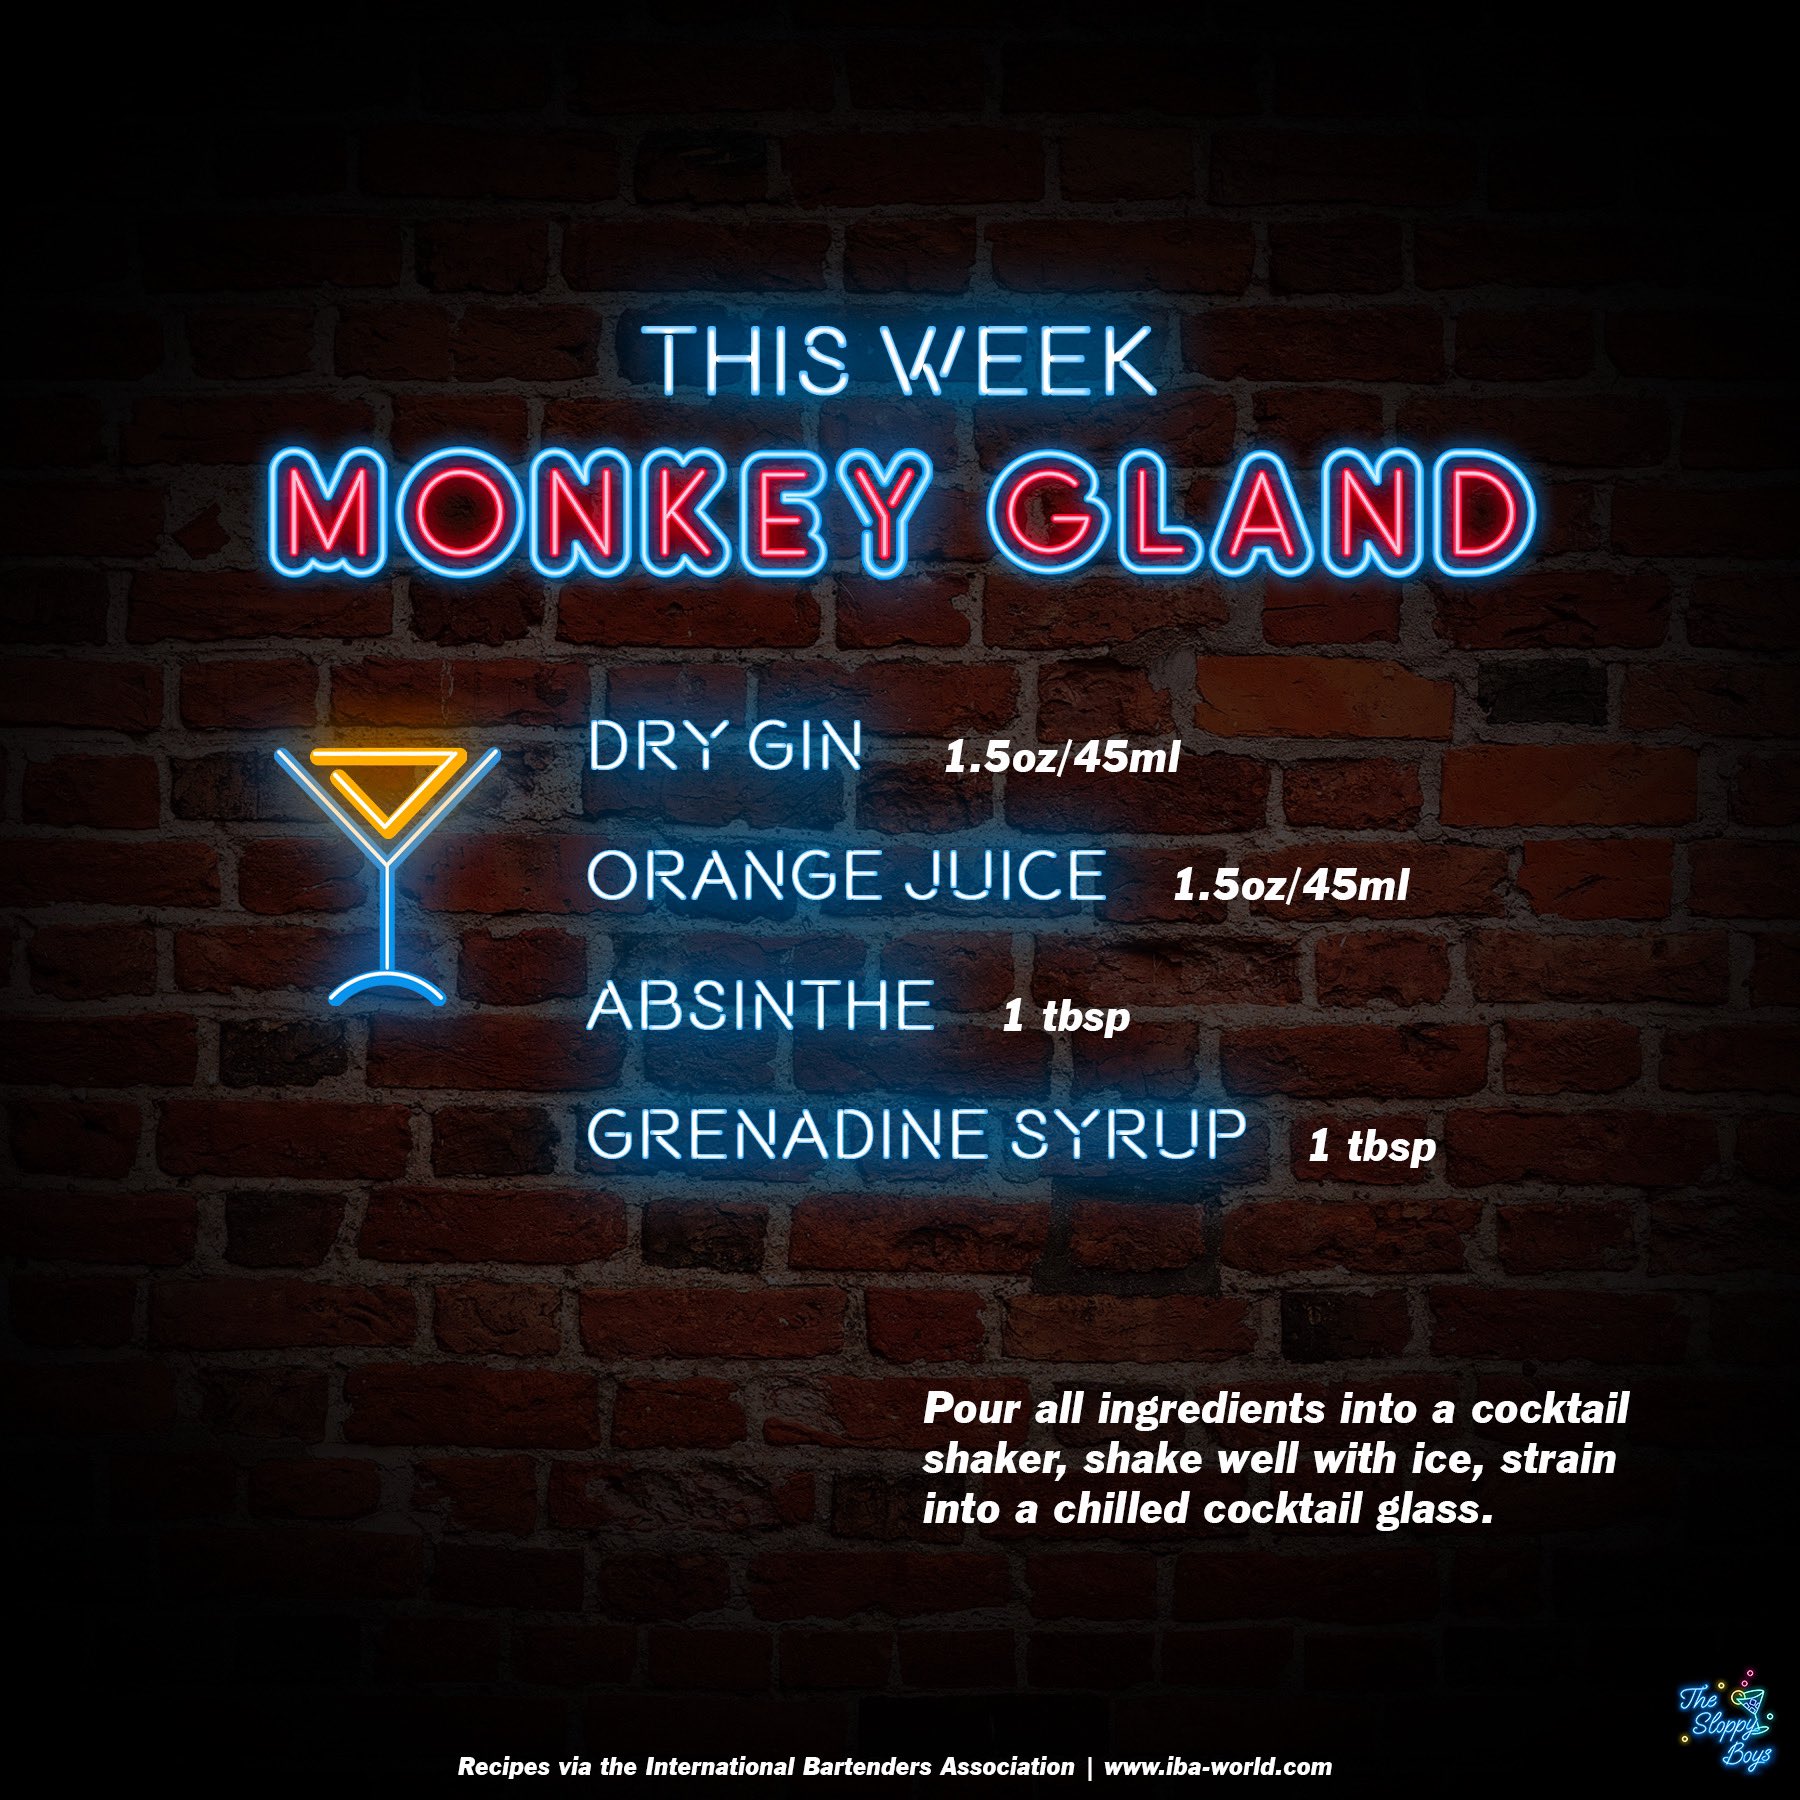 THIS WEEK
MONKEY GLAND
DRY GIN 1.5oz/45ml
ORANGE JUICE 1.5oz/45ml
ABSINTHE 1 tbsp
GRENADINE SYRUP 1 tbsp
Pour all ingredients into a cocktail
shaker, shake well with ice, strain
into a chilled cocktail glass.
The
Sloppy
Boys
Recipes via the International Bartenders Association | www.iba-world.com